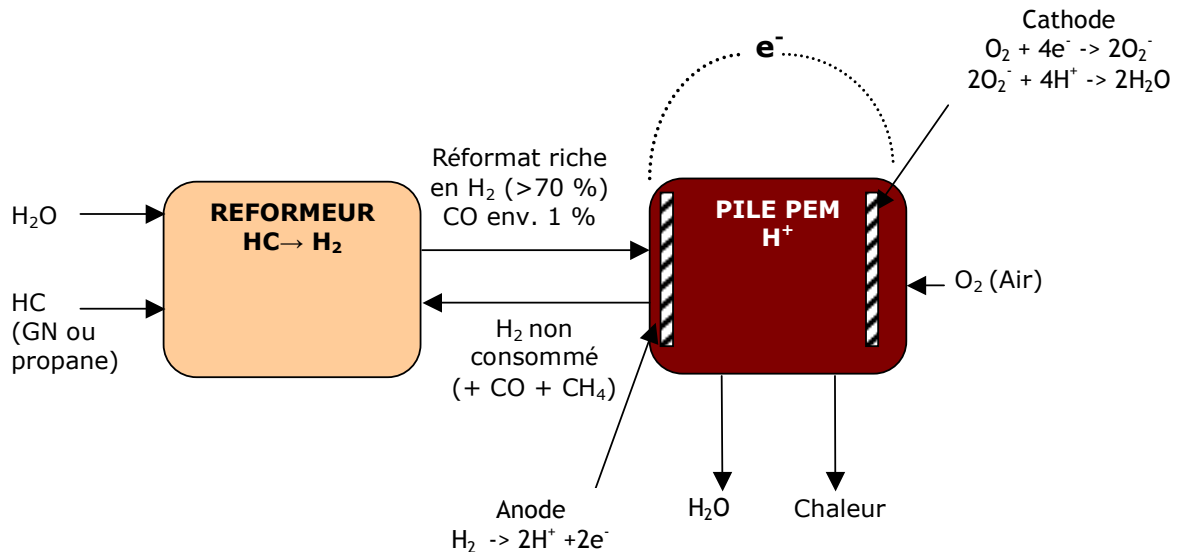 Cathode
O₂ + 4e⁻ -> 2O₂⁻
2O₂⁻ + 4H⁺ -> 2H₂O
e⁻
Réformat riche
en H₂ (>70 %)
CO env. 1 %
H₂O
REFORMEUR
HC→ H₂
PILE PEM
H⁺
HC
(GN ou
propane)
O₂ (Air)
H₂ non
consommé
(+ CO + CH₄)
Anode
H₂ -> 2H⁺ +2e⁻
H₂O
Chaleur